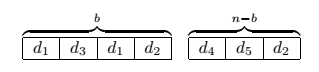 b n−b
d₁ d₃ d₁ d₂ d₄ d₅ d₂